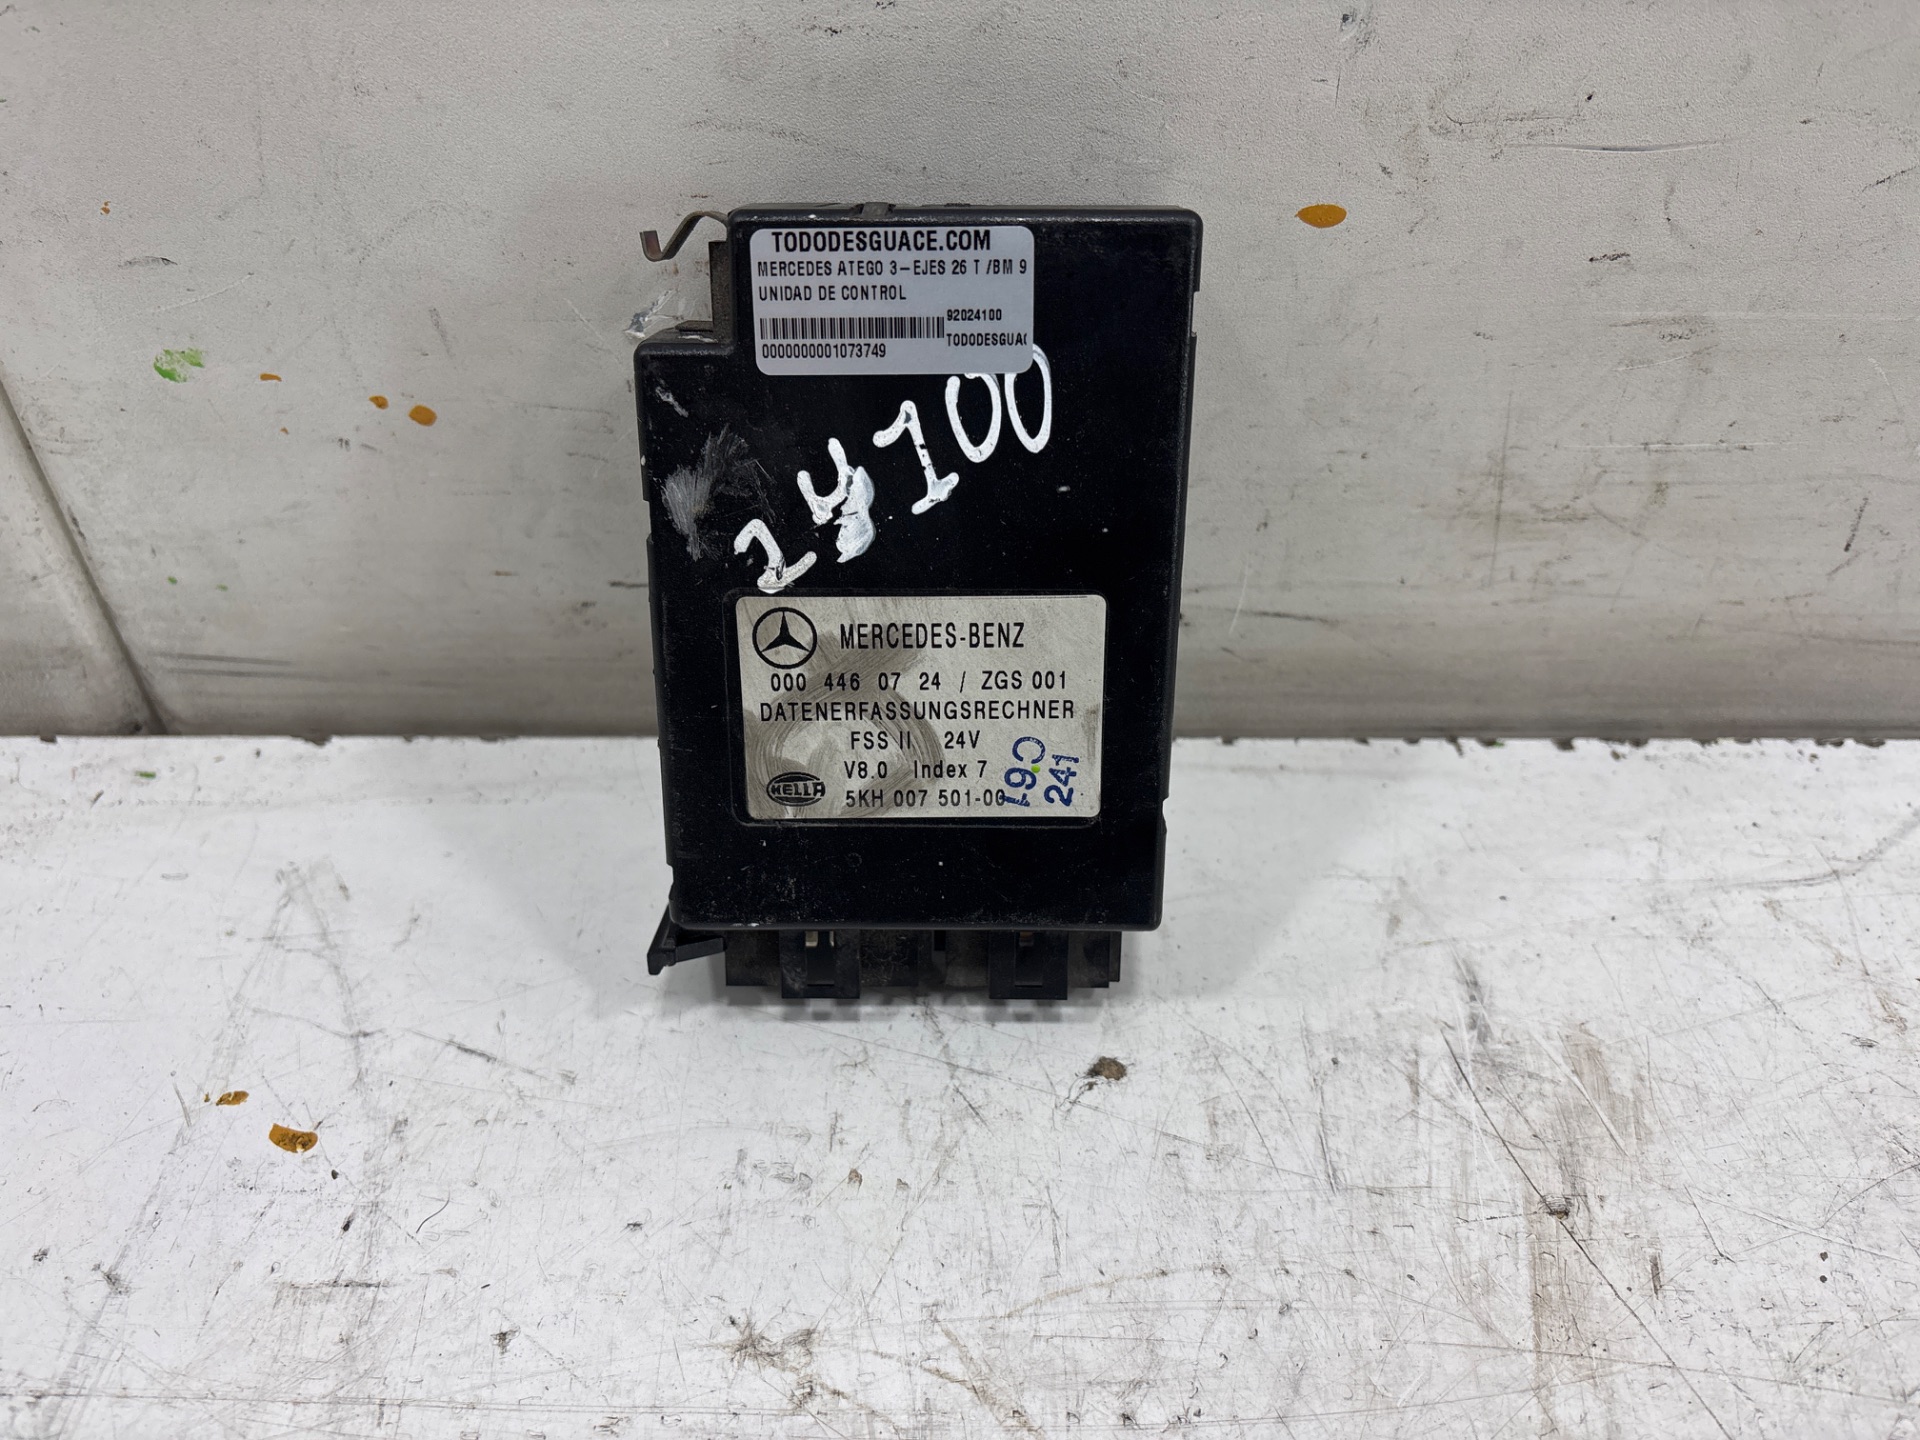 TODODESGUACE.COM
MERCEDES ATEGO 3-EJES 26 T /BM 9
UNIDAD DE CONTROL
92024100
0000000001073749
TODODESGUAC
24100
MERCEDES-BENZ
000 446 07 24 / ZGS 001
DATENERFASSUNGSRECHNER
FSS II 24V
V8.0 Index 7
HELLA
5KH 007 501-00
241